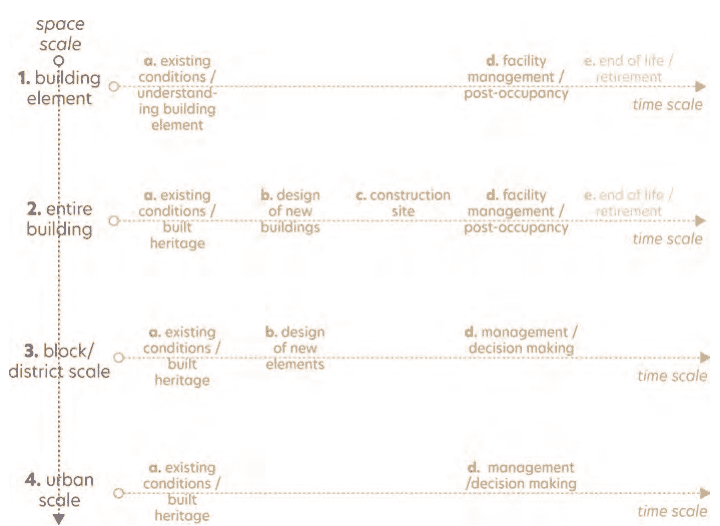 space
scale
1. building
element
a. existing
conditions /
understand-
ing building
element
d. facility
management /
post-occupancy
e. end of life /
retirement
time scale
2. entire
building
a. existing
conditions /
built
heritage
b. design
of new
buildings
c. construction
site
d. facility
management /
post-occupancy
e. end of life /
retirement
time scale
3. block/
district scale
a. existing
conditions /
built
heritage
b. design
of new
elements
d. management /
decision making
time scale
4. urban
scale
a. existing
conditions /
built
heritage
d. management
/decision making
time scale